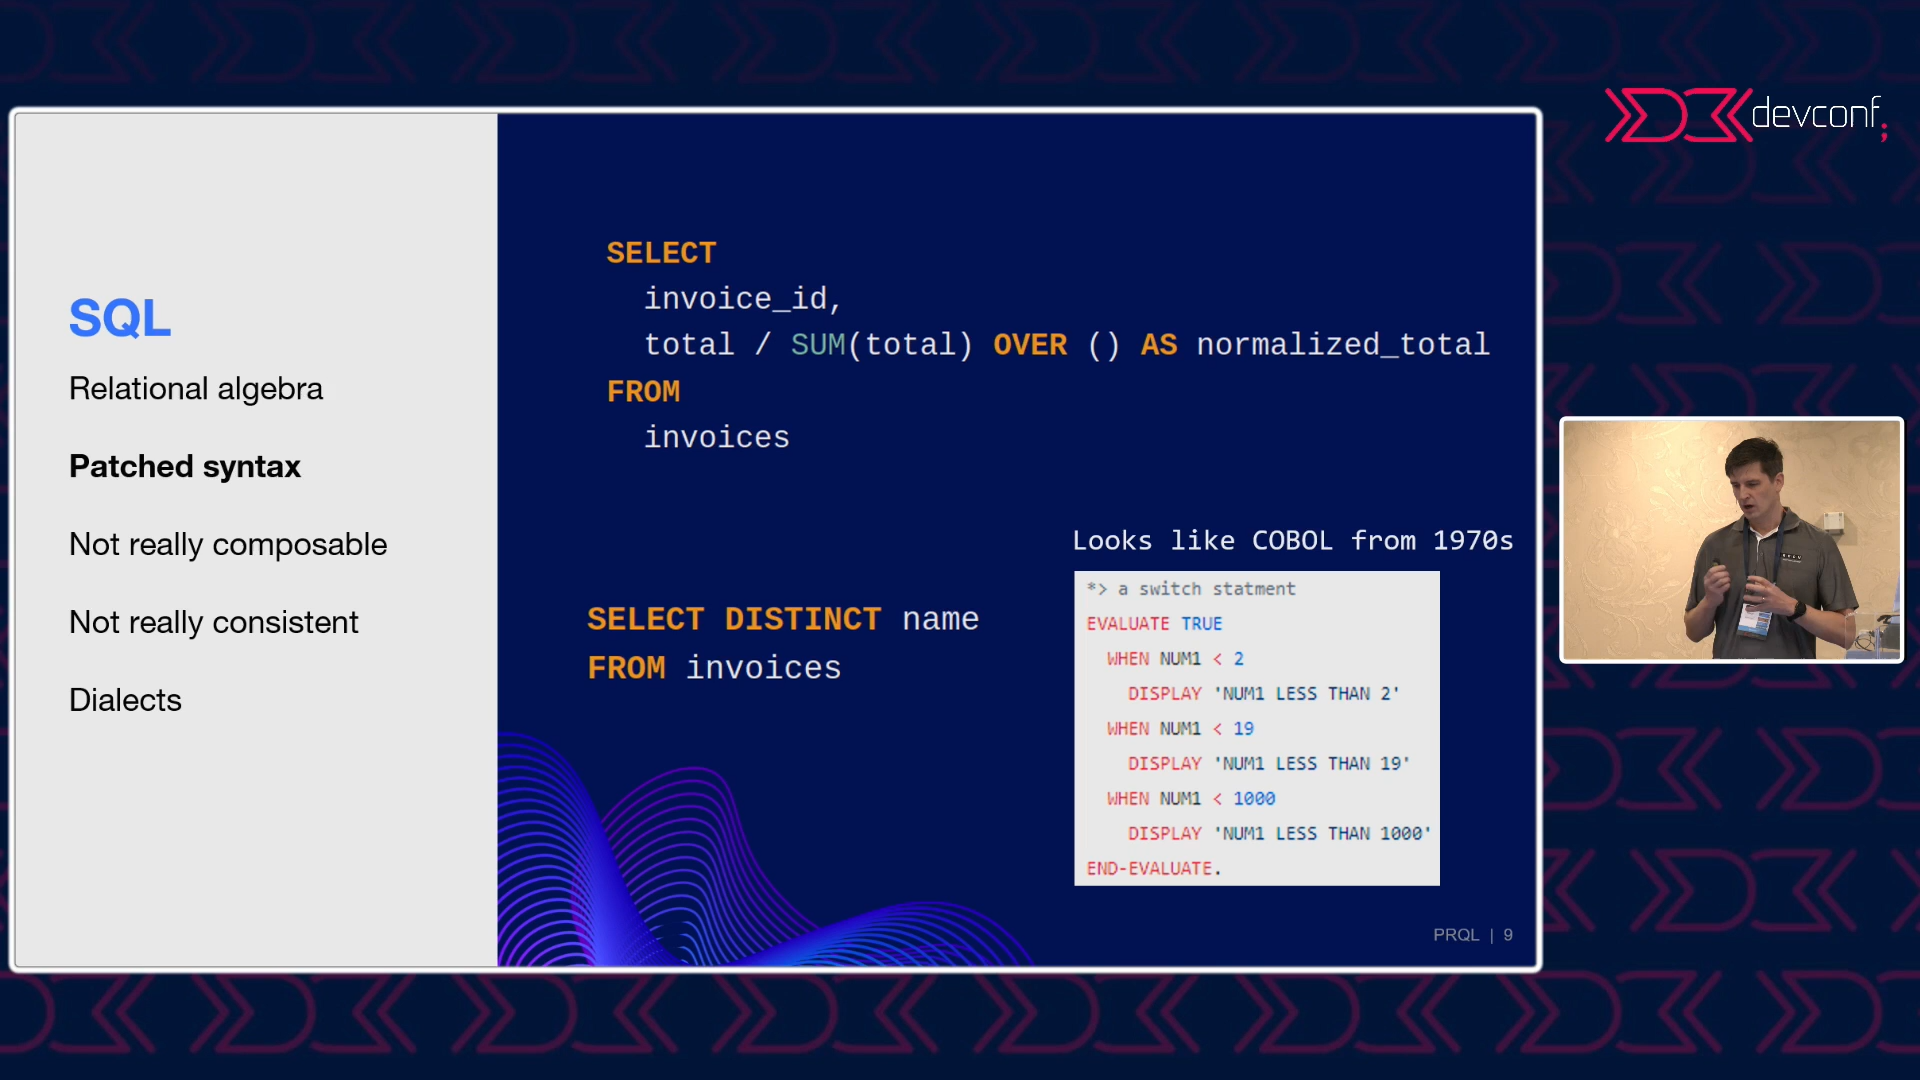 devconf;
SQL
Relational algebra
Patched syntax
Not really composable
Not really consistent
Dialects
SELECT
invoice_id,
total / SUM(total) OVER () AS normalized_total
FROM
invoices
SELECT DISTINCT name
FROM invoices
Looks like COBOL from 1970s
*> a switch statment
EVALUATE TRUE
WHEN NUM1 < 2
DISPLAY 'NUM1 LESS THAN 2'
WHEN NUM1 < 19
DISPLAY 'NUM1 LESS THAN 19'
WHEN NUM1 < 1000
DISPLAY 'NUM1 LESS THAN 1000'
END-EVALUATE.
PRQL | 9